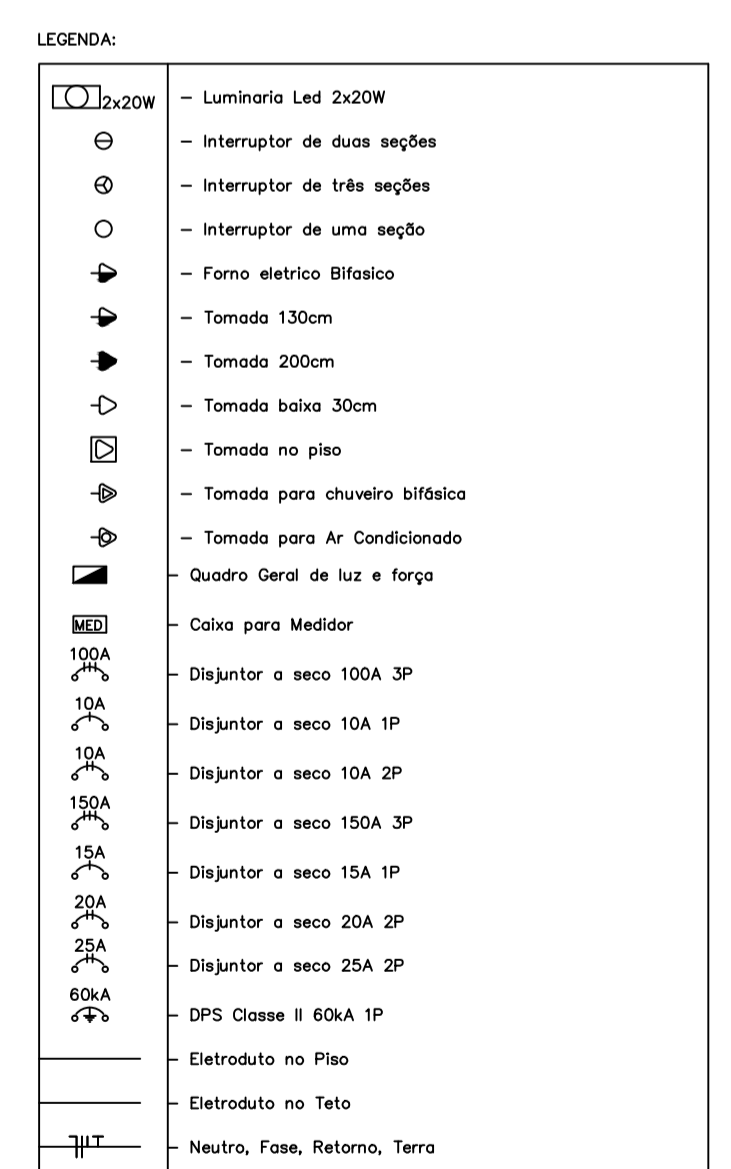 LEGENDA:
2x20W – Luminaria Led 2x20W
– Interruptor de duas seções
– Interruptor de três seções
– Interruptor de uma seção
– Forno eletrico Bifasico
– Tomada 130cm
– Tomada 200cm
– Tomada baixa 30cm
– Tomada no piso
– Tomada para chuveiro bifásica
– Tomada para Ar Condicionado
– Quadro Geral de luz e força
MED – Caixa para Medidor
100A – Disjuntor a seco 100A 3P
10A – Disjuntor a seco 10A 1P
10A – Disjuntor a seco 10A 2P
150A – Disjuntor a seco 150A 3P
15A – Disjuntor a seco 15A 1P
20A – Disjuntor a seco 20A 2P
25A – Disjuntor a seco 25A 2P
60kA – DPS Classe II 60kA 1P
– Eletroduto no Piso
– Eletroduto no Teto
– Neutro, Fase, Retorno, Terra